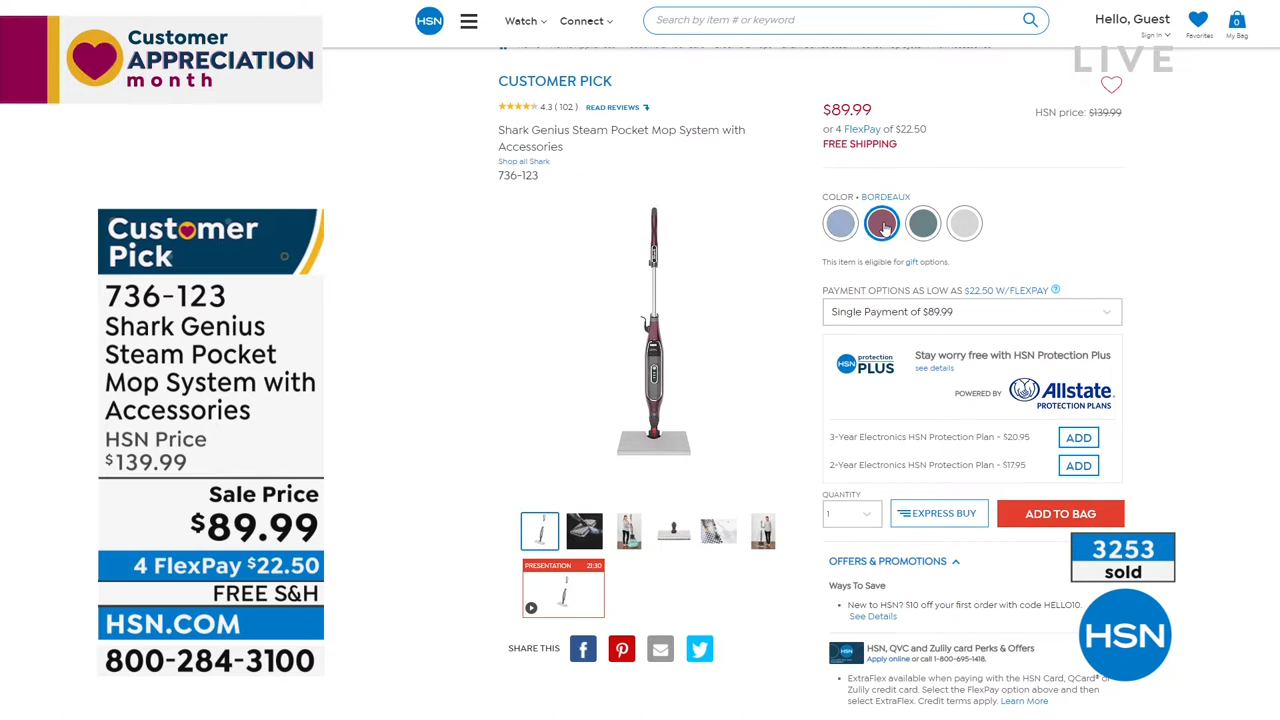 Customer
APPRECIATION
month
HSN
Watch
Connect
Search by item # or keyword
Hello, Guest
Sign In
Favorites
0
My Bag
LIVE
CUSTOMER PICK
4.3 (102) READ REVIEWS
Shark Genius Steam Pocket Mop System with
Accessories
Shop all Shark
736-123
$89.99
HSN price: $139.99
or 4 FlexPay of $22.50
FREE SHIPPING
COLOR • BORDEAUX
This item is eligible for gift options.
PAYMENT OPTIONS AS LOW AS $22.50 W/FLEXPAY ?
Single Payment of $89.99
HSN protection PLUS
Stay worry free with HSN Protection Plus
see details
POWERED BY Allstate
PROTECTION PLANS
3-Year Electronics HSN Protection Plan - $20.95 ADD
2-Year Electronics HSN Protection Plan - $17.95 ADD
QUANTITY
1
EXPRESS BUY
ADD TO BAG
PRESENTATION 21:30
OFFERS & PROMOTIONS
Ways To Save
• New to HSN? $10 off your first order with code HELLO10.
See Details
HSN, QVC and Zulily card Perks & Offers
Apply online or call 1-800-695-1418.
• ExtraFlex available when paying with the HSN Card, QCard® or
Zulily credit card. Select the FlexPay option above and then
select ExtraFlex. Credit terms apply. Learn More
SHARE THIS
Customer
Pick
736-123
Shark Genius
Steam Pocket
Mop System with
Accessories
HSN Price
$139.99
Sale Price
$89.99
4 FlexPay $22.50
FREE S&H
HSN.COM
800-284-3100
3253
sold
HSN